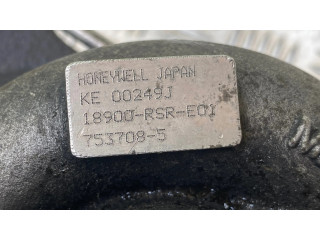 HONEYWELL JAPAN
KE 00249J
18900-RSR-E01
753708-5